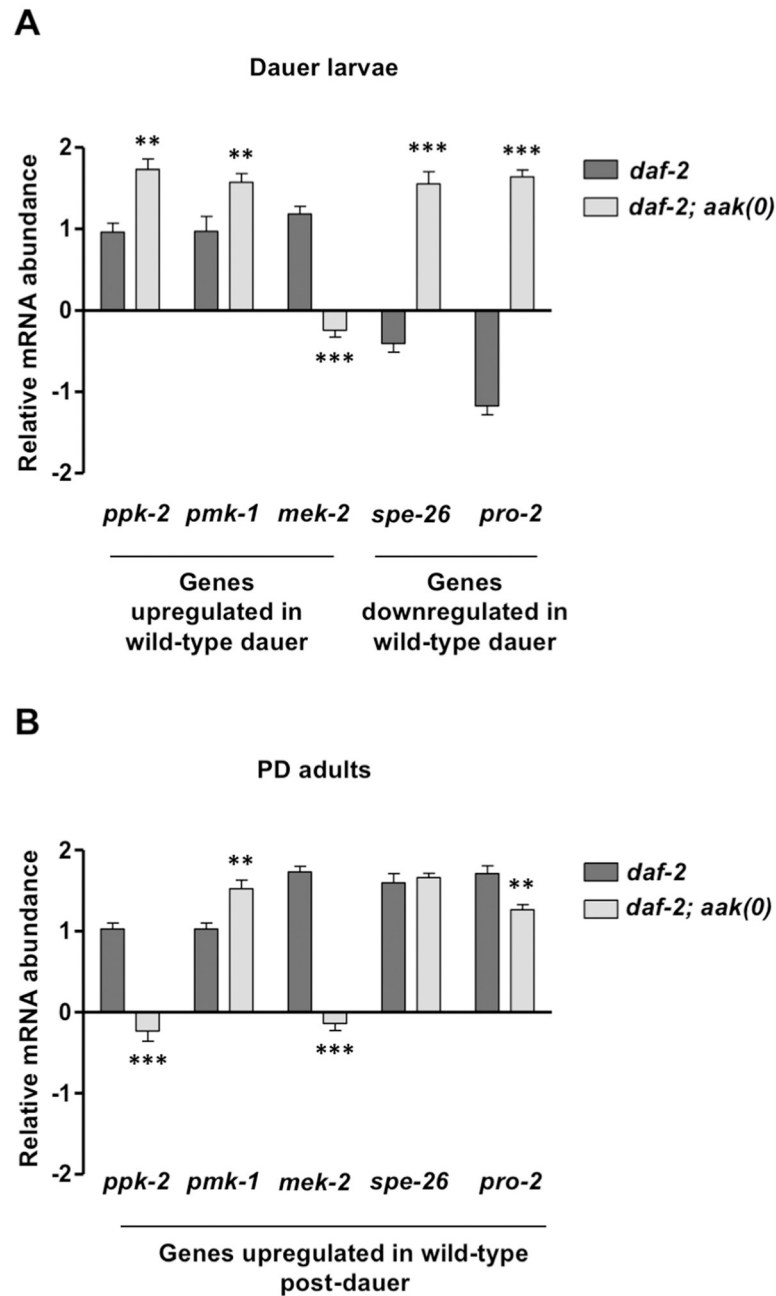 A
Dauer larvae
Relative mRNA abundance
2
1
0
-1
-2
** ** *** *** ***
daf-2
daf-2; aak(0)
ppk-2 pmk-1 mek-2 spe-26 pro-2
Genes
upregulated in
wild-type dauer
Genes
downregulated in
wild-type dauer
B
PD adults
Relative mRNA abundance
2
1
0
-1
-2
*** ** *** **
daf-2
daf-2; aak(0)
ppk-2 pmk-1 mek-2 spe-26 pro-2
Genes upregulated in wild-type
post-dauer